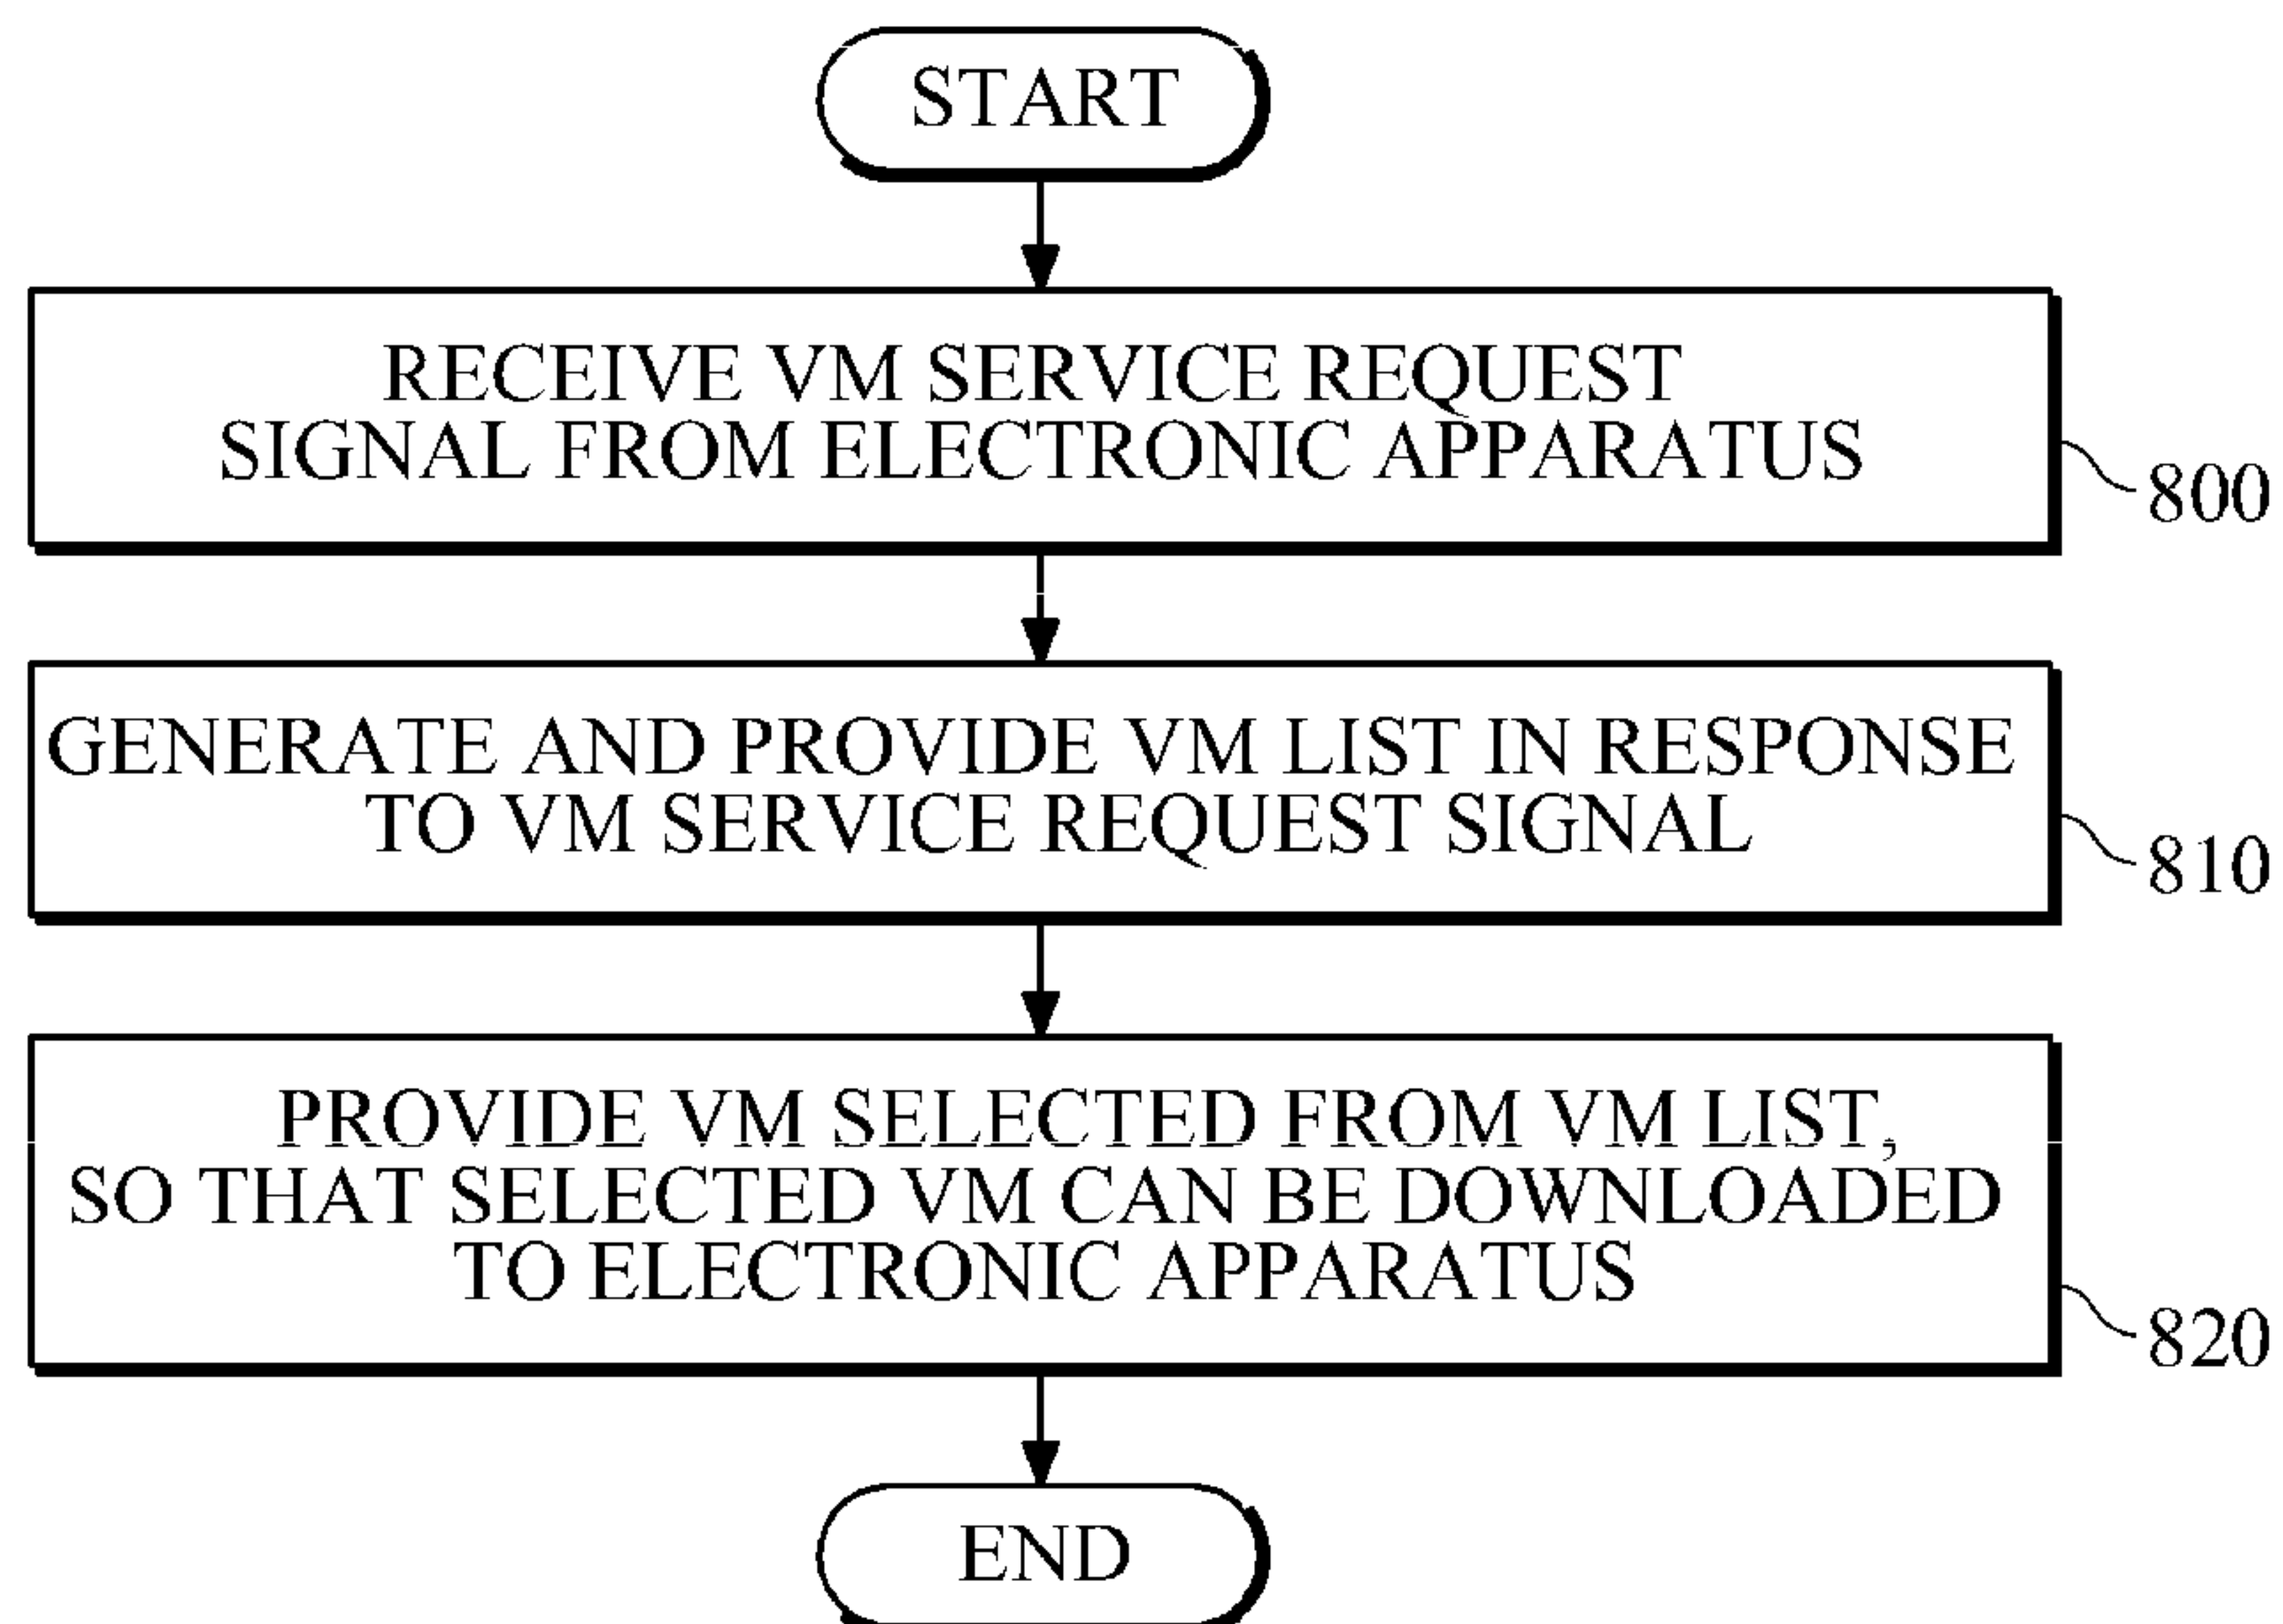 START
RECEIVE VM SERVICE REQUEST
SIGNAL FROM ELECTRONIC APPARATUS
800
GENERATE AND PROVIDE VM LIST IN RESPONSE
TO VM SERVICE REQUEST SIGNAL
810
PROVIDE VM SELECTED FROM VM LIST,
SO THAT SELECTED VM CAN BE DOWNLOADED
TO ELECTRONIC APPARATUS
820
END